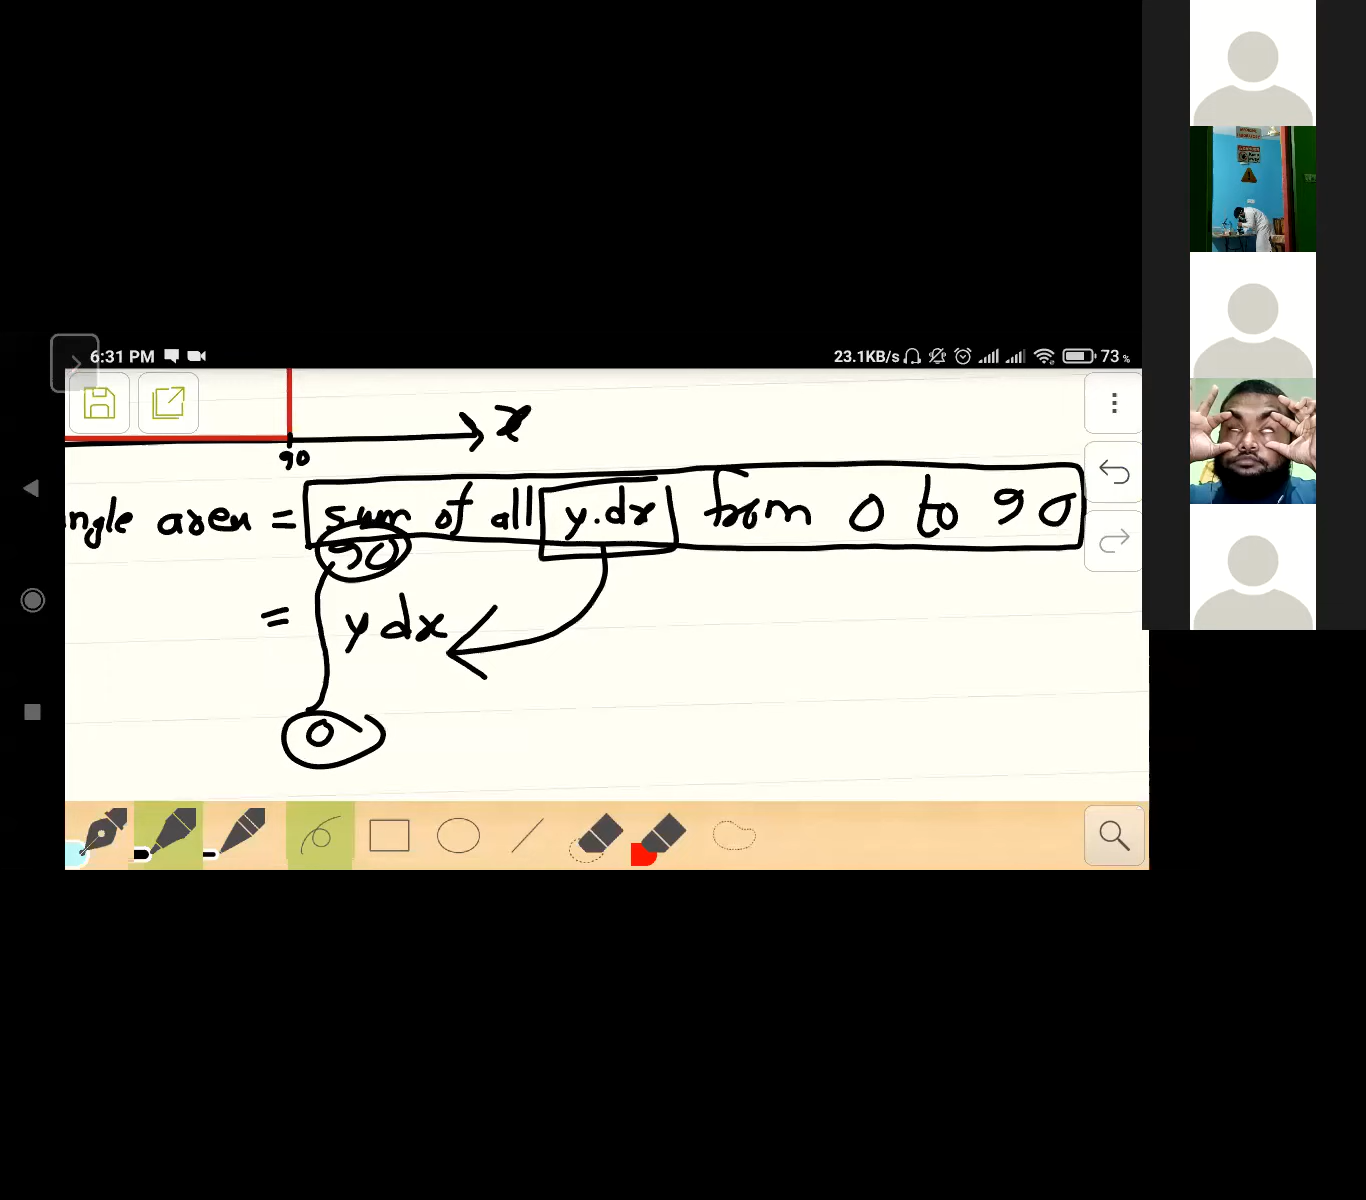 6:31 PM
23.1KB/s 73 %
x
90
ngle area = sum of all y.dx from 0 to 90
90
= ∫ y dx
0